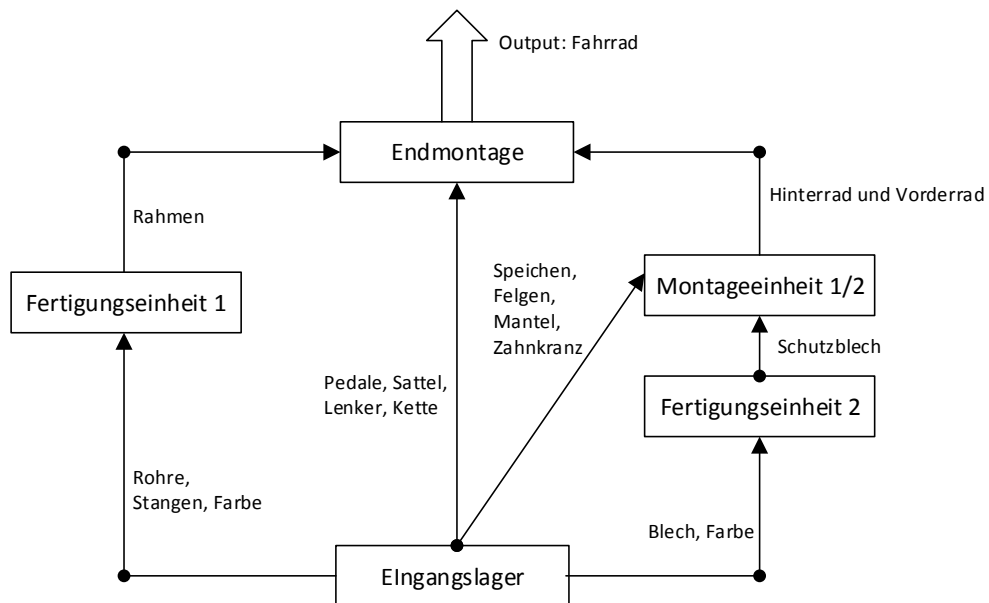 Output: Fahrrad
Endmontage
Hinterrad und Vorderrad
Rahmen
Speichen,
Felgen,
Mantel,
Zahnkranz
Montageeinheit 1/2
Fertigungseinheit 1
Schutzblech
Pedale, Sattel,
Lenker, Kette
Fertigungseinheit 2
Rohre,
Stangen, Farbe
Blech, Farbe
EIngangslager